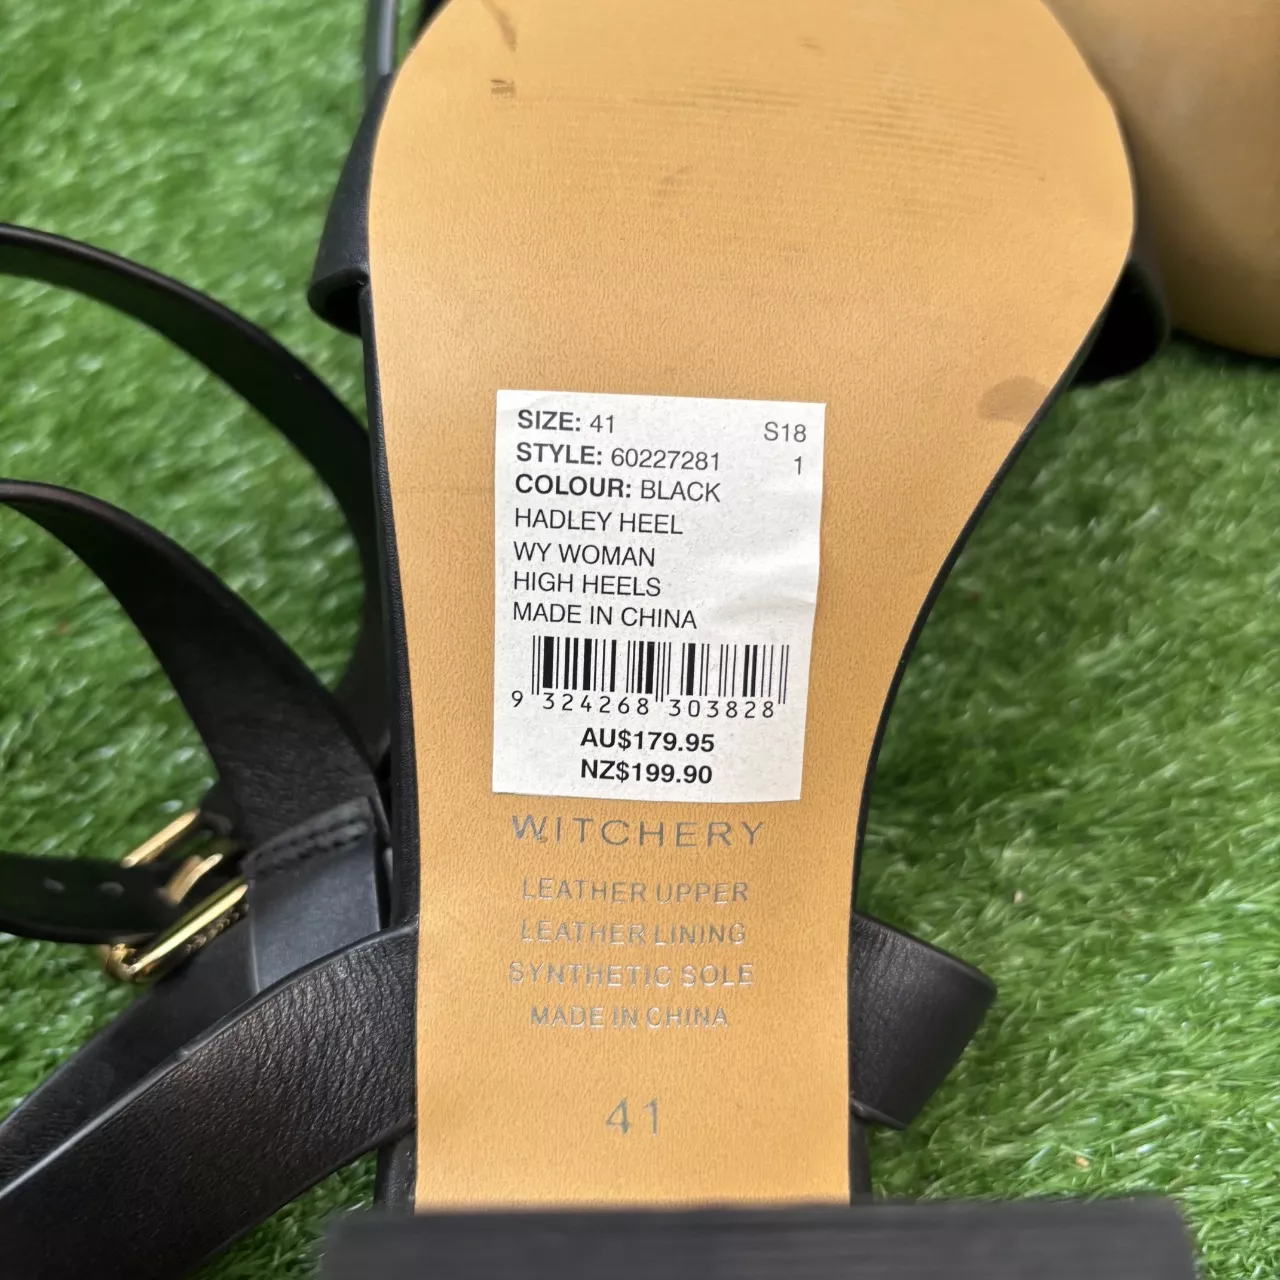 SIZE: 41 S18
STYLE: 60227281 1
COLOUR: BLACK
HADLEY HEEL
WY WOMAN
HIGH HEELS
MADE IN CHINA
9 324268 303828
AU$179.95
NZ$199.90
WITCHERY
LEATHER UPPER
LEATHER LINING
SYNTHETIC SOLE
MADE IN CHINA
41